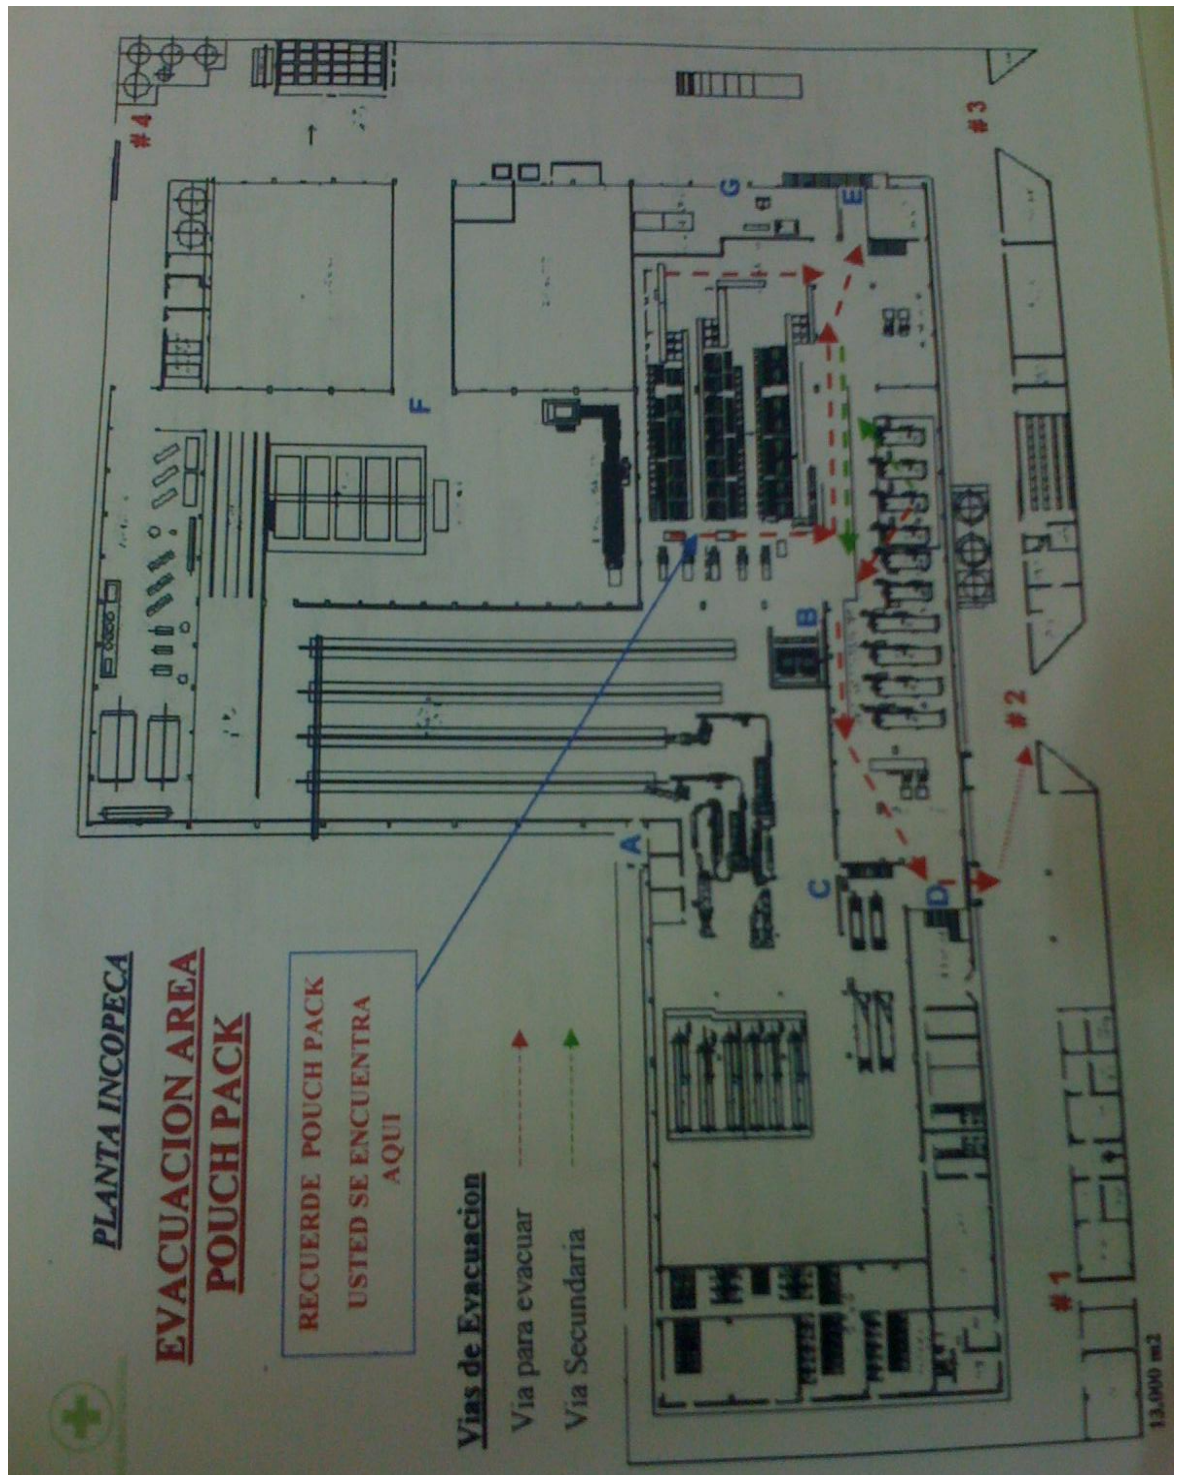 PLANTA INCOPECA
EVACUACION AREA
POUCH PACK
RECUERDE POUCH PACK
USTED SE ENCUENTRA
AQUI
Vias de Evacuacion
Via para evacuar
Via Secundaria
# 4
# 3
# 2
# 1
G
E
F
B
A
C
D
13.000 m2